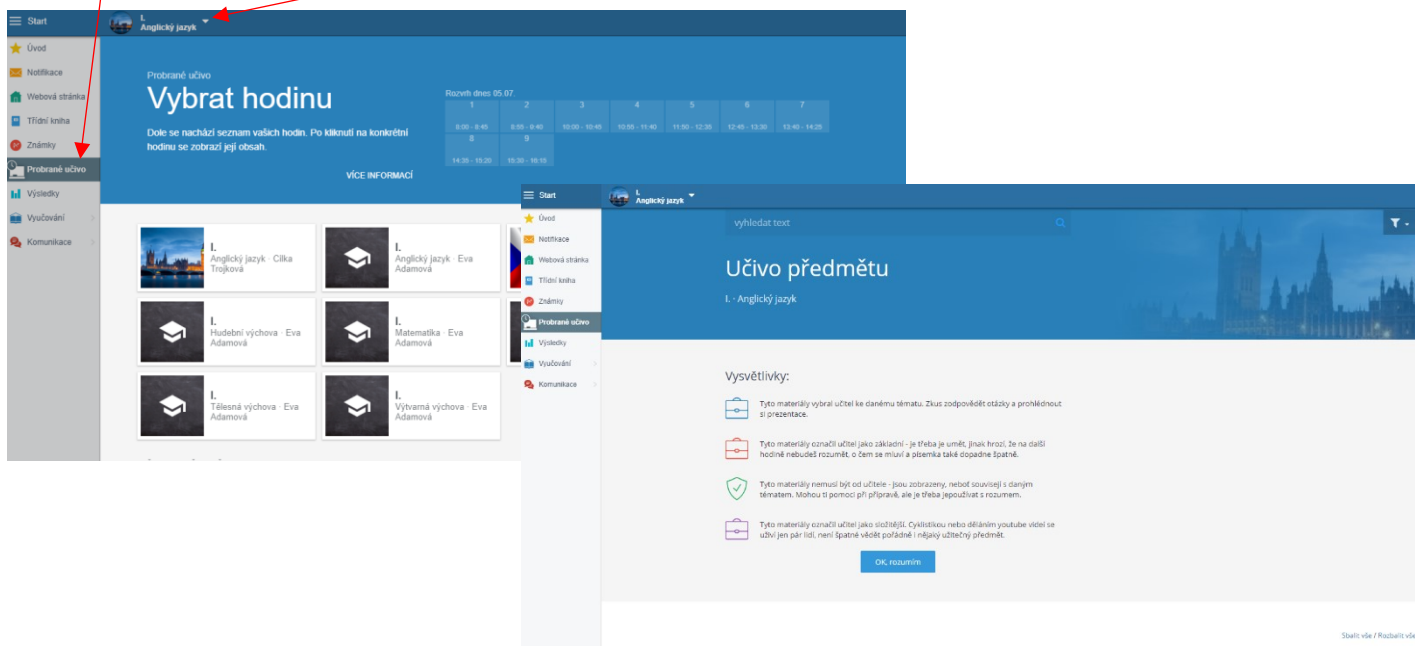 Start
I.
Anglický jazyk
Úvod
Notifikace
Webová stránka
Třídní kniha
Známky
Probrané učivo
Výsledky
Vyučování
Komunikace
Probrané učivo
Vybrat hodinu
Dole se nachází seznam vašich hodin. Po kliknutí na konkrétní
hodinu se zobrazí její obsah.
VÍCE INFORMACÍ
Rozvrh dnes 05.07
1 2 3 4 5 6 7
8:00 - 8:45 8:55 - 9:40 10:00 - 10:45 10:50 - 11:40 11:50 - 12:35 12:45 - 13:30 13:40 - 14:25
8 9
14:35 - 15:20 15:30 - 16:15
I.
Anglický jazyk · Cilka
Trojková
I.
Anglický jazyk · Eva
Adamová
I.
Hudební výchova · Eva
Adamová
I.
Matematika · Eva
Adamová
I.
Tělesná výchova · Eva
Adamová
I.
Výtvarná výchova · Eva
Adamová
Start
I.
Anglický jazyk
Úvod
Notifikace
Webová stránka
Třídní kniha
Známky
Probrané učivo
Výsledky
Vyučování
Komunikace
vyhledat text
Učivo předmětu
I. · Anglický jazyk
Vysvětlivky:
Tyto materiály vybral učitel ke danému tématu. Zkus zodpovědět otázky a prohlédnout
si prezentace.
Tyto materiály označil učitel jako základní - je třeba je umět, jinak hrozí, že na další
hodině nebudeš rozumět, o čem se mluví a písemka také dopadne špatně.
Tyto materiály nemusí být od učitele - jsou zobrazeny, neboť souvisejí s daným
tématem. Mohou ti pomoci při přípravě, ale je třeba jepoužívat s rozumem.
Tyto materiály označil učitel jako složitější. Cyklistikou nebo děláním youtube videí se
uživí jen pár lidí, není špatné vědět pořádně i nějaký užitečný předmět.
OK, rozumím
Sbalit vše / Rozbalit vše